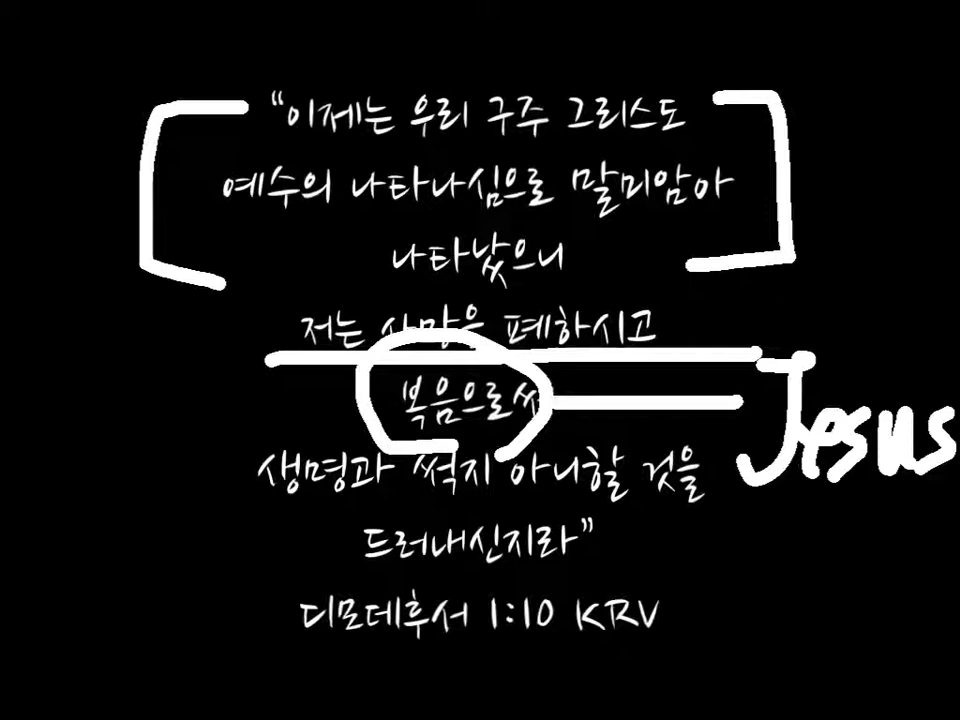 “이제는 우리 구주 그리스도
예수의 나타나심으로 말미암아
나타났으니
저는 사망을 폐하시고
복음으로써
Jesus
생명과 썩지 아니할 것을
드러내신지라”
디모데후서 1:10 KRV